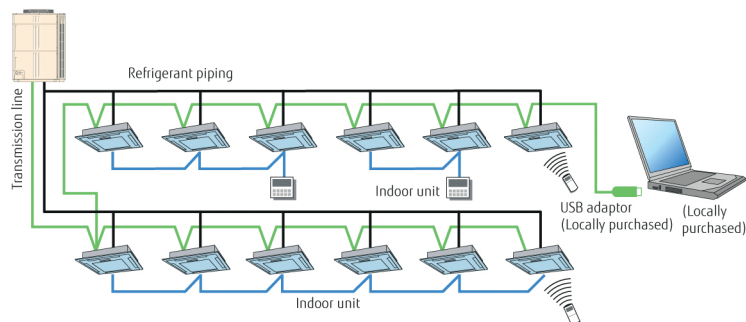 Refrigerant piping
Transmission line
Indoor unit
USB adaptor
(Locally purchased)
(Locally
purchased)
Indoor unit